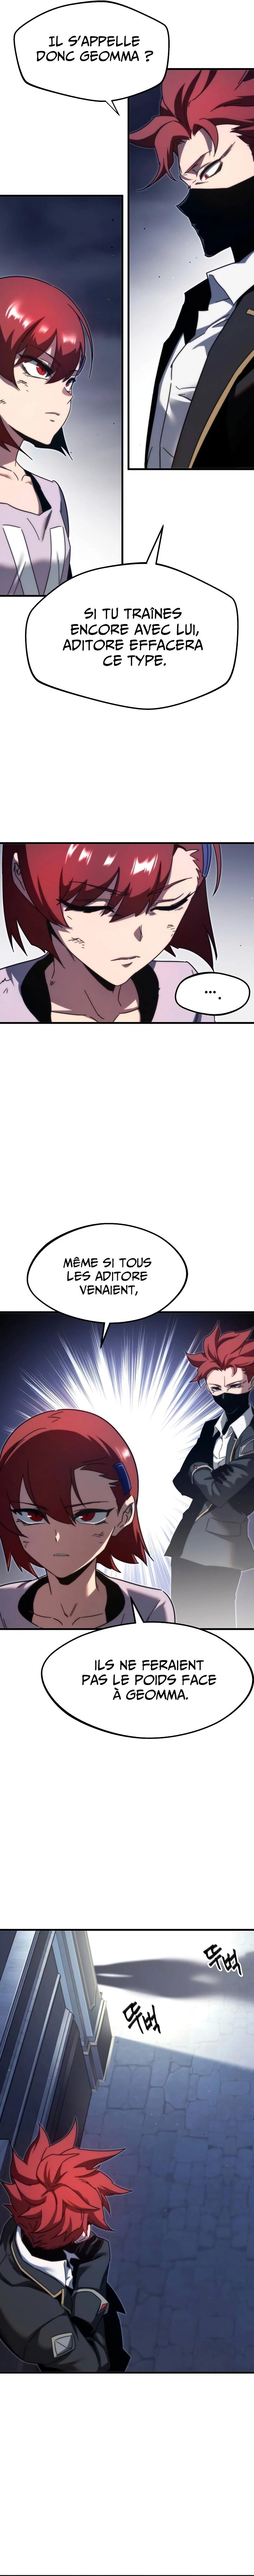 IL S'APPELLE
DONC GEOMMA ?
SI TU TRAÎNES
ENCORE AVEC LUI,
ADITORE EFFACERA
CE TYPE.
....
MÊME SI TOUS
LES ADITORE
VENAIENT,
ILS NE FERAIENT
PAS LE POIDS FACE
À GEOMMA.
뚜벅
뚜벅